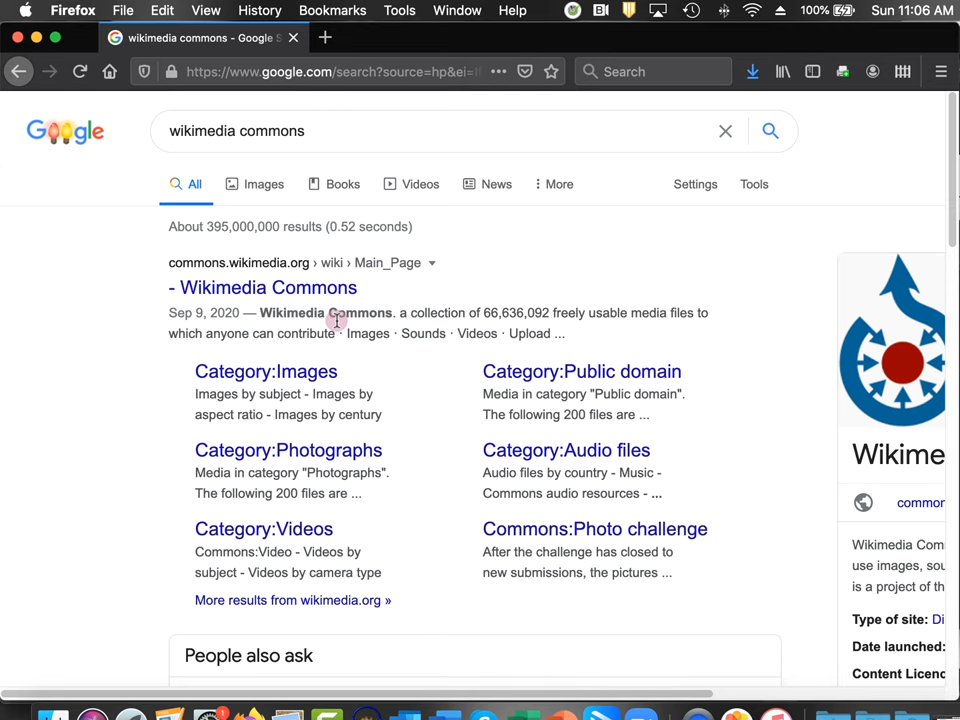 Firefox File Edit View History Bookmarks Tools Window Help 100% Sun 11:06 AM
wikimedia commons - Google S
https://www.google.com/search?source=hp&ei= Search
Google
wikimedia commons
All Images Books Videos News More Settings Tools
About 395,000,000 results (0.52 seconds)
commons.wikimedia.org › wiki › Main_Page
- Wikimedia Commons
Sep 9, 2020 — Wikimedia Commons. a collection of 66,636,092 freely usable media files to
which anyone can contribute · Images · Sounds · Videos · Upload ...
Category:Images
Images by subject - Images by
aspect ratio - Images by century
Category:Public domain
Media in category "Public domain".
The following 200 files are ...
Category:Photographs
Media in category "Photographs".
The following 200 files are ...
Category:Audio files
Audio files by country - Music -
Commons audio resources - ...
Category:Videos
Commons:Video - Videos by
subject - Videos by camera type
Commons:Photo challenge
After the challenge has closed to
new submissions, the pictures ...
More results from wikimedia.org »
People also ask
Wikime
common
Wikimedia Com
use images, sou
is a project of th
Type of site: Di
Date launched:
Content Licenc